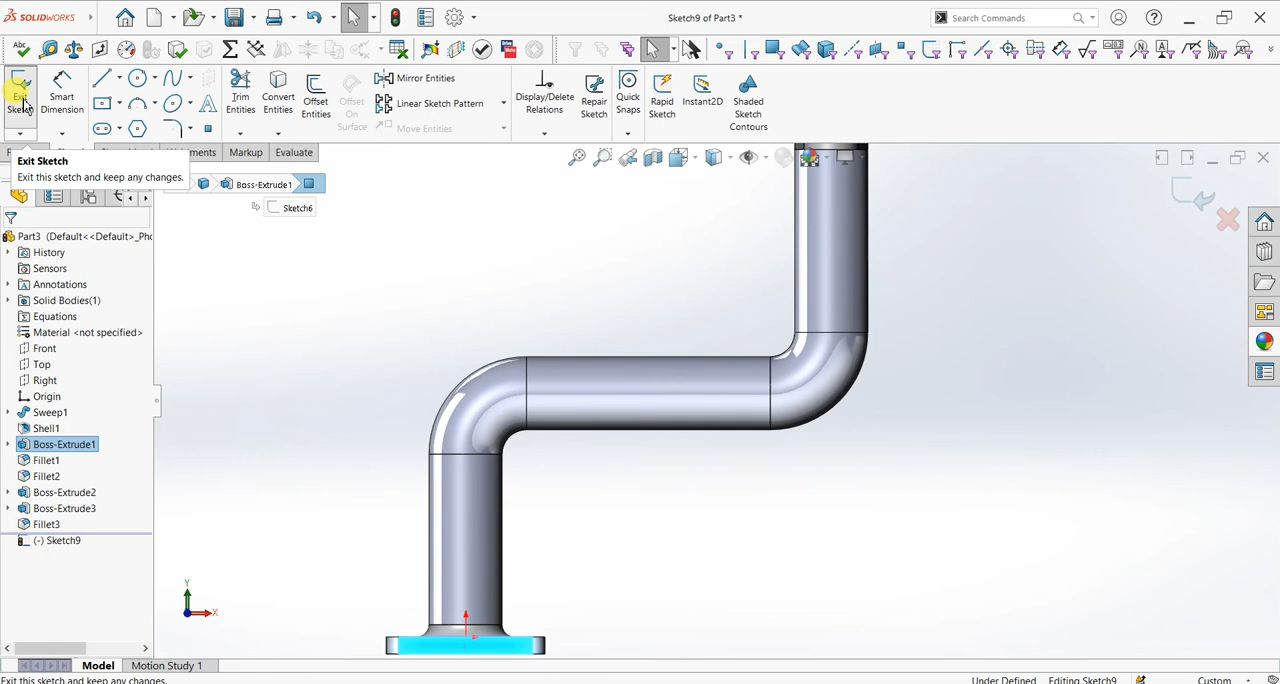 SOLIDWORKS
Sketch9 of Part3 *
Search Commands
Abc
Exit
Sketch
Smart
Dimension
Trim
Entities
Convert
Entities
Offset
Entities
Offset
On
Surface
Mirror Entities
Linear Sketch Pattern
Move Entities
Display/Delete
Relations
Repair
Sketch
Quick
Snaps
Rapid
Sketch
Instant2D
Shaded
Sketch
Contours
Markup
Evaluate
Exit Sketch
Exit this sketch and keep any changes.
Boss-Extrude1
Sketch6
Part3 (Default<<Default>_Pho
History
Sensors
Annotations
Solid Bodies(1)
Equations
Material <not specified>
Front
Top
Right
Origin
Sweep1
Shell1
Boss-Extrude1
Fillet1
Fillet2
Boss-Extrude2
Boss-Extrude3
Fillet3
(-) Sketch9
Y
X
Model
Motion Study 1
Exit this sketch and keep any changes.
Under Defined
Editing Sketch9
Custom